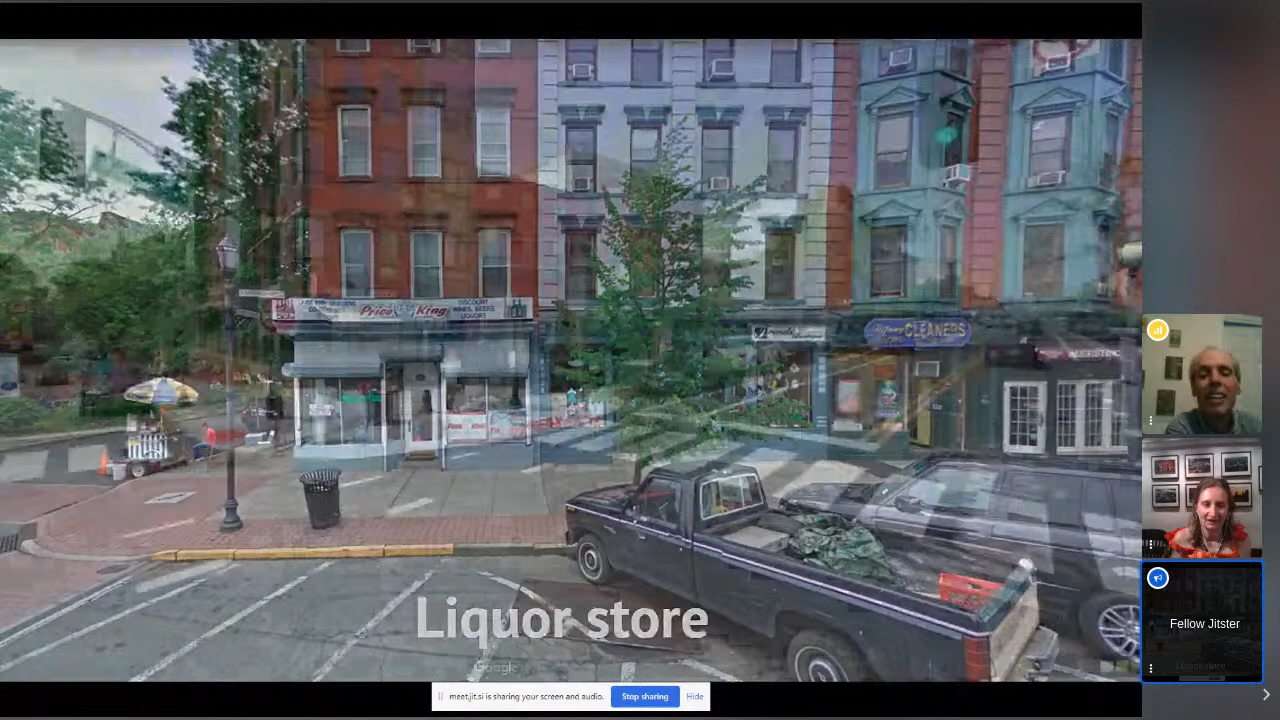 Price King
DISCOUNT
WINES, BEERS
LIQUORS
CLEANERS
Liquor store
Google
meet.jit.si is sharing your screen and audio.
Stop sharing
Hide
Fellow Jitster